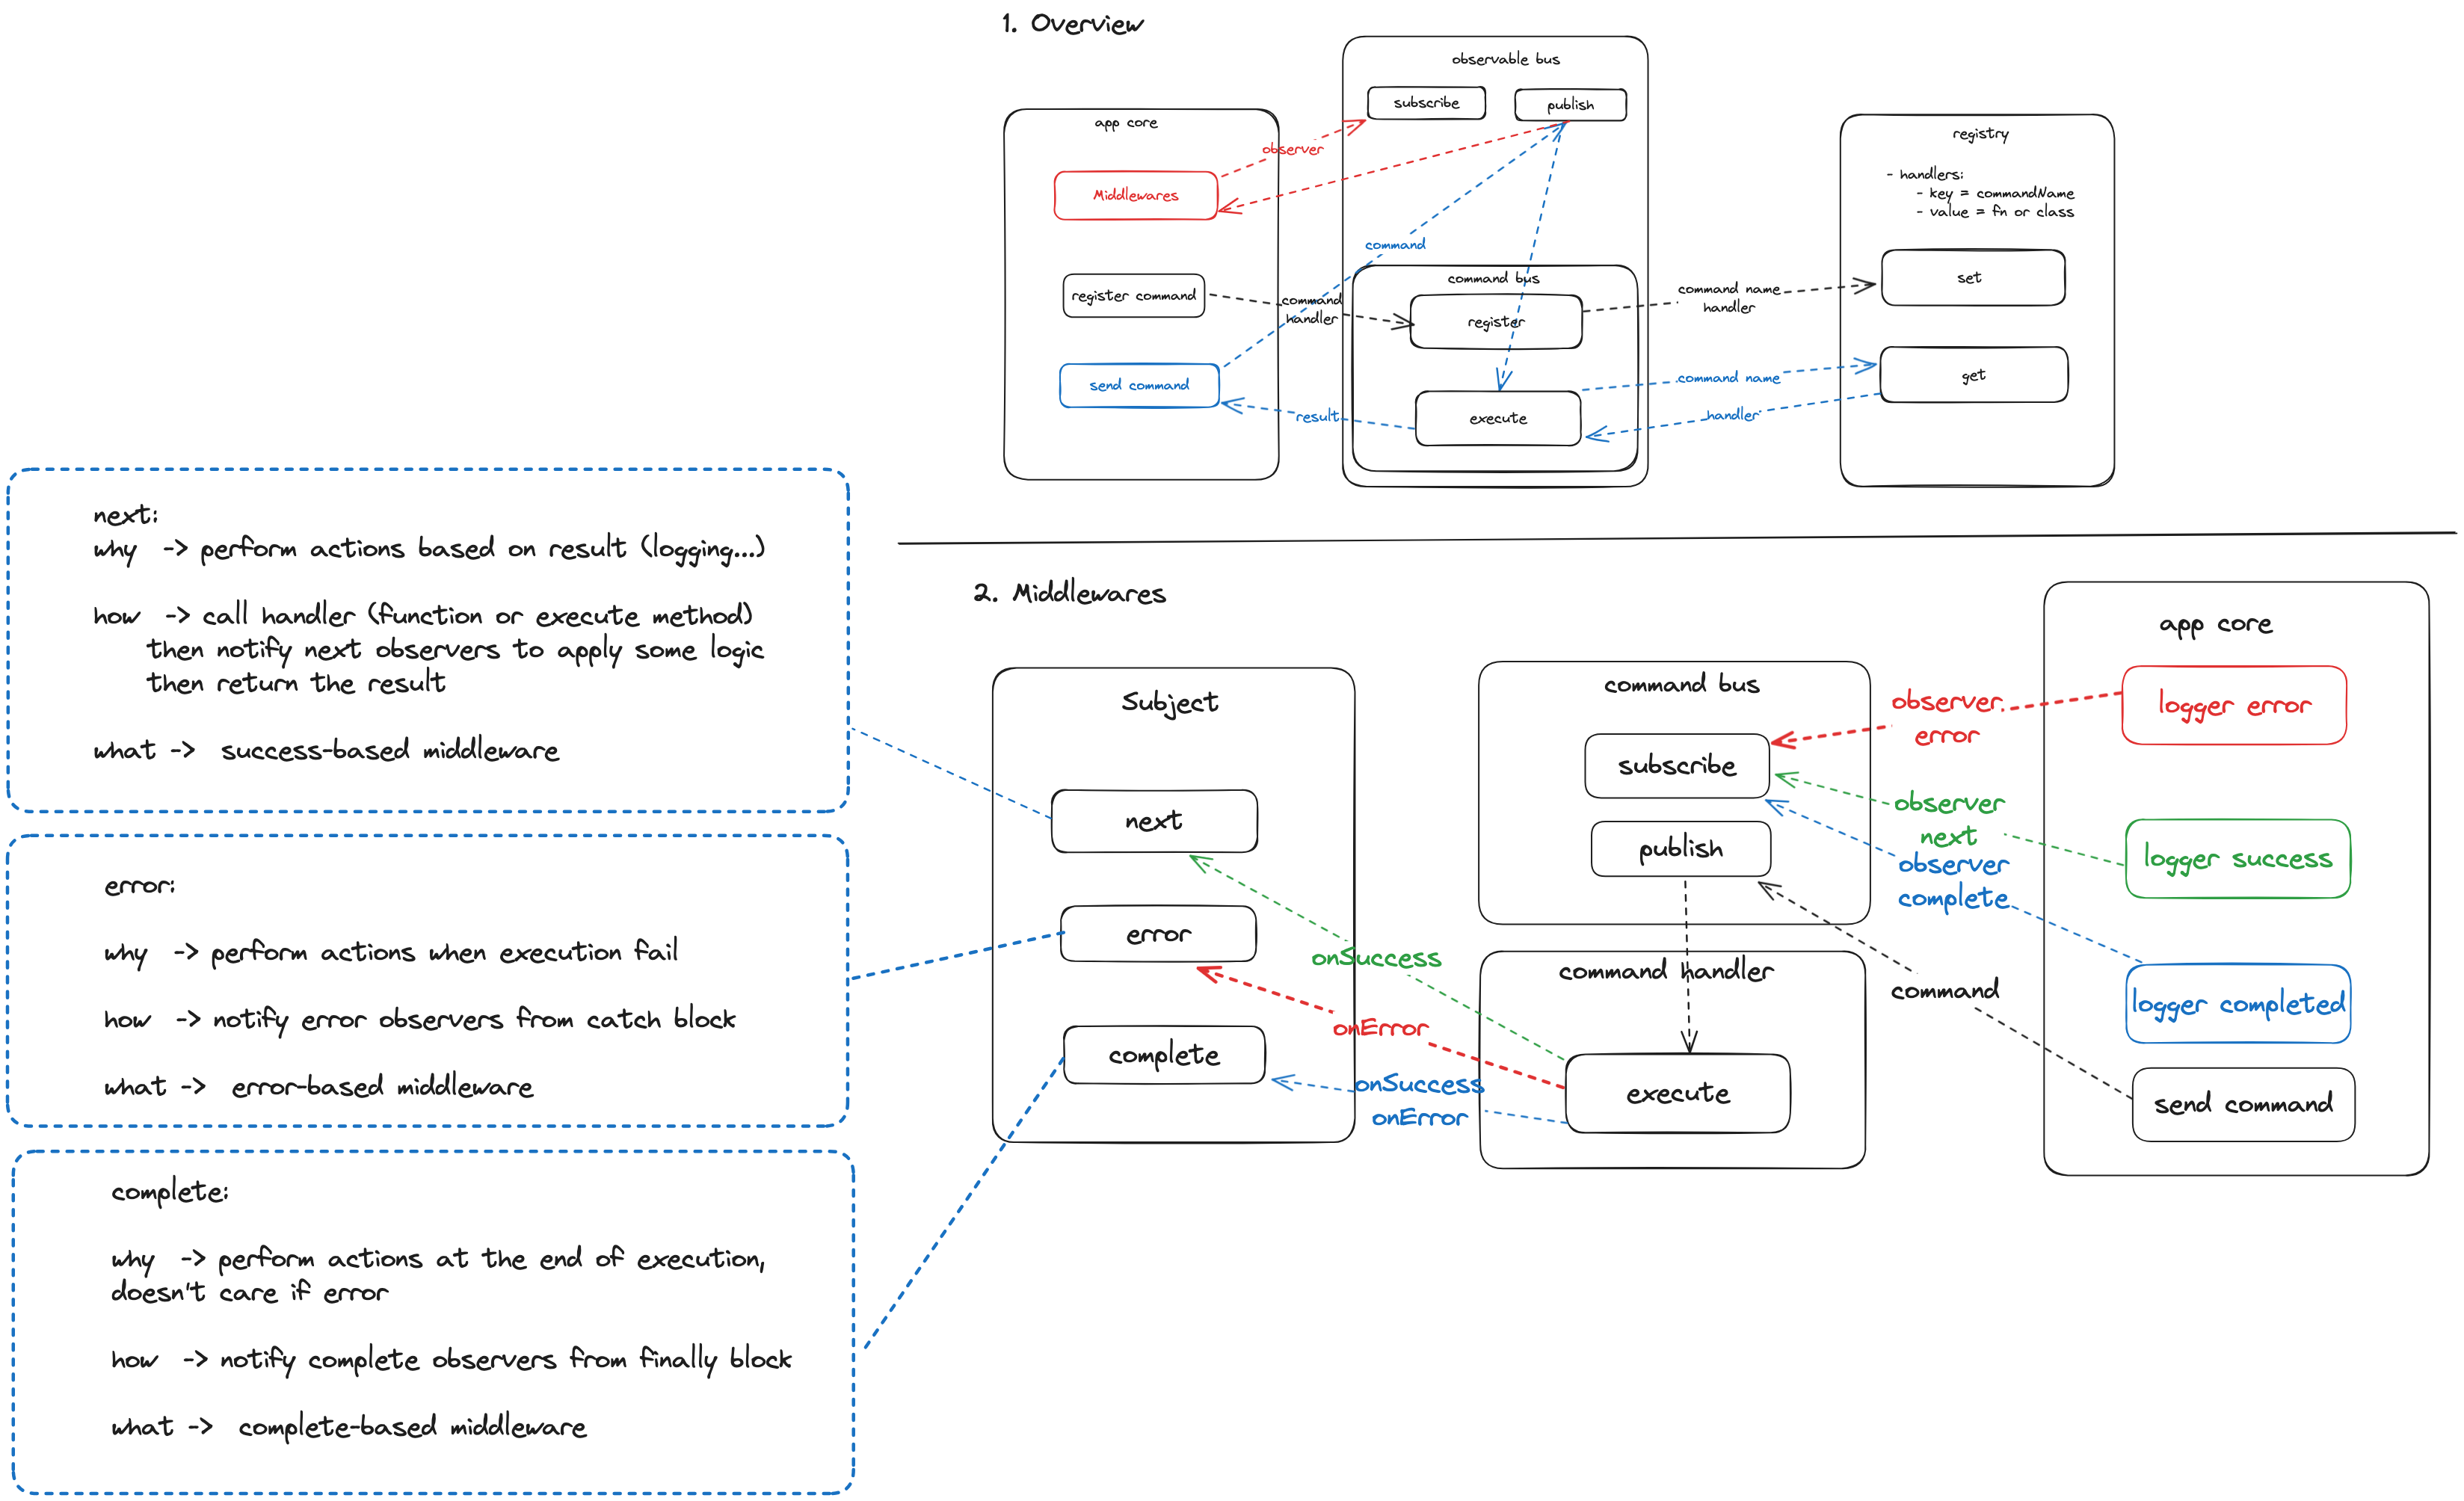 1. Overview
observable bus
subscribe
publish
app core
Middlewares
observer
command
register command
command
handler
send command
result
command bus
register
execute
command name
handler
command name
handler
registry
- handlers:
- key = commandName
- value = fn or class
set
get
next:
why -> perform actions based on result (logging...)
how -> call handler (function or execute method)
then notify next observers to apply some logic
then return the result
what -> success-based middleware
error:
why -> perform actions when execution fail
how -> notify error observers from catch block
what -> error-based middleware
complete:
why -> perform actions at the end of execution,
doesn't care if error
how -> notify complete observers from finally block
what -> complete-based middleware
2. Middlewares
Subject
next
error
complete
onSuccess
onError
onSuccess
onError
command bus
subscribe
publish
command handler
execute
observer
error
observer
next
observer
complete
command
app core
logger error
logger success
logger completed
send command